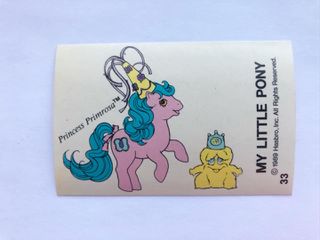 Princess Primrose™
MY LITTLE PONY
© 1989 Hasbro, Inc. All Rights Reserved.
33